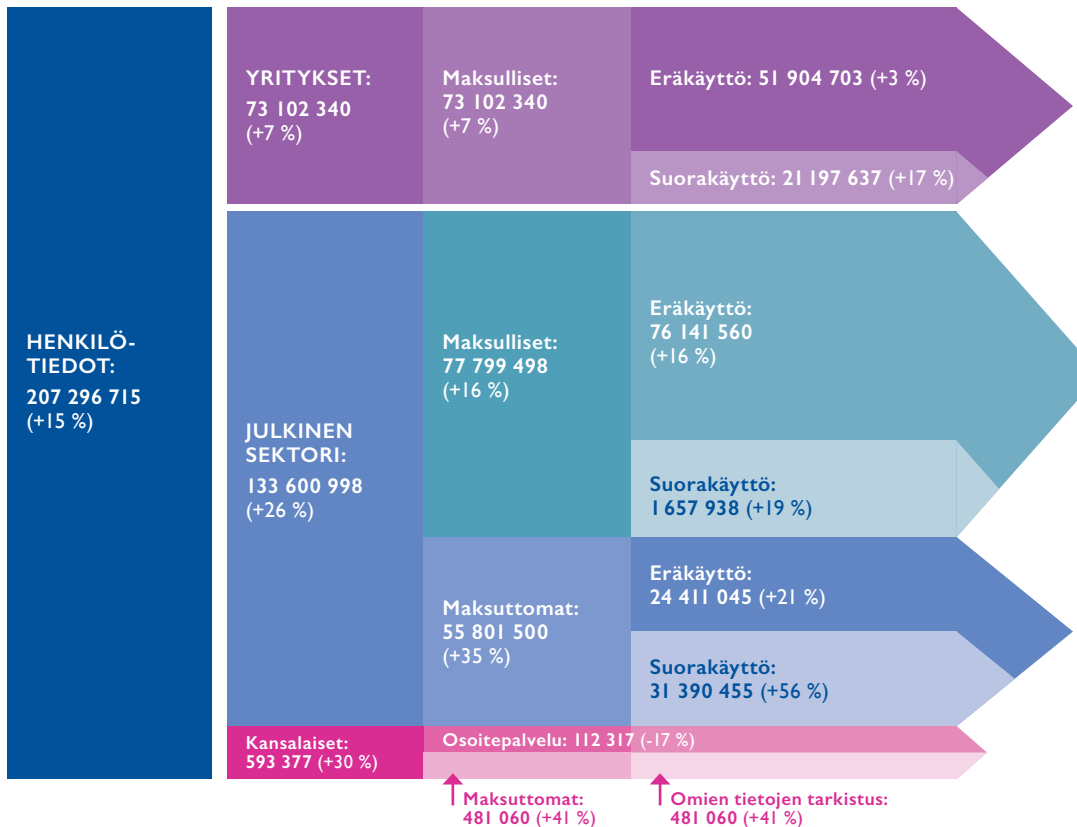 HENKILÖ-
TIEDOT:
207 296 715
(+15 %)
YRITYKSET:
73 102 340
(+7 %)
Maksulliset:
73 102 340
(+7 %)
Eräkäyttö: 51 904 703 (+3 %)
Suorakäyttö: 21 197 637 (+17 %)
JULKINEN
SEKTORI:
133 600 998
(+26 %)
Maksulliset:
77 799 498
(+16 %)
Eräkäyttö:
76 141 560
(+16 %)
Suorakäyttö:
1 657 938 (+19 %)
Maksuttomat:
55 801 500
(+35 %)
Eräkäyttö:
24 411 045 (+21 %)
Suorakäyttö:
31 390 455 (+56 %)
Kansalaiset:
593 377 (+30 %)
Osoitepalvelu: 112 317 (-17 %)
Maksuttomat:
481 060 (+41 %)
Omien tietojen tarkistus:
481 060 (+41 %)